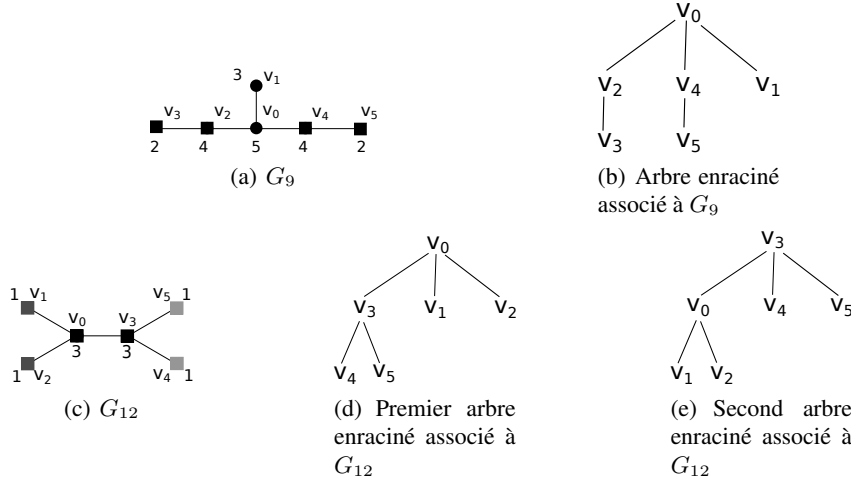 v0
3 v1
v3 v2 v0 v4 v5
2 4 5 4 2
(a) G9
v2 v4 v1
v3 v5
(b) Arbre enraciné
associé à G9
1 v1
v0 v3
v5 1
3 3
1 v2
v4 1
(c) G12
v0
v3 v1 v2
v4 v5
(d) Premier arbre
enraciné associé à
G12
v3
v0 v4 v5
v1 v2
(e) Second arbre
enraciné associé à
G12